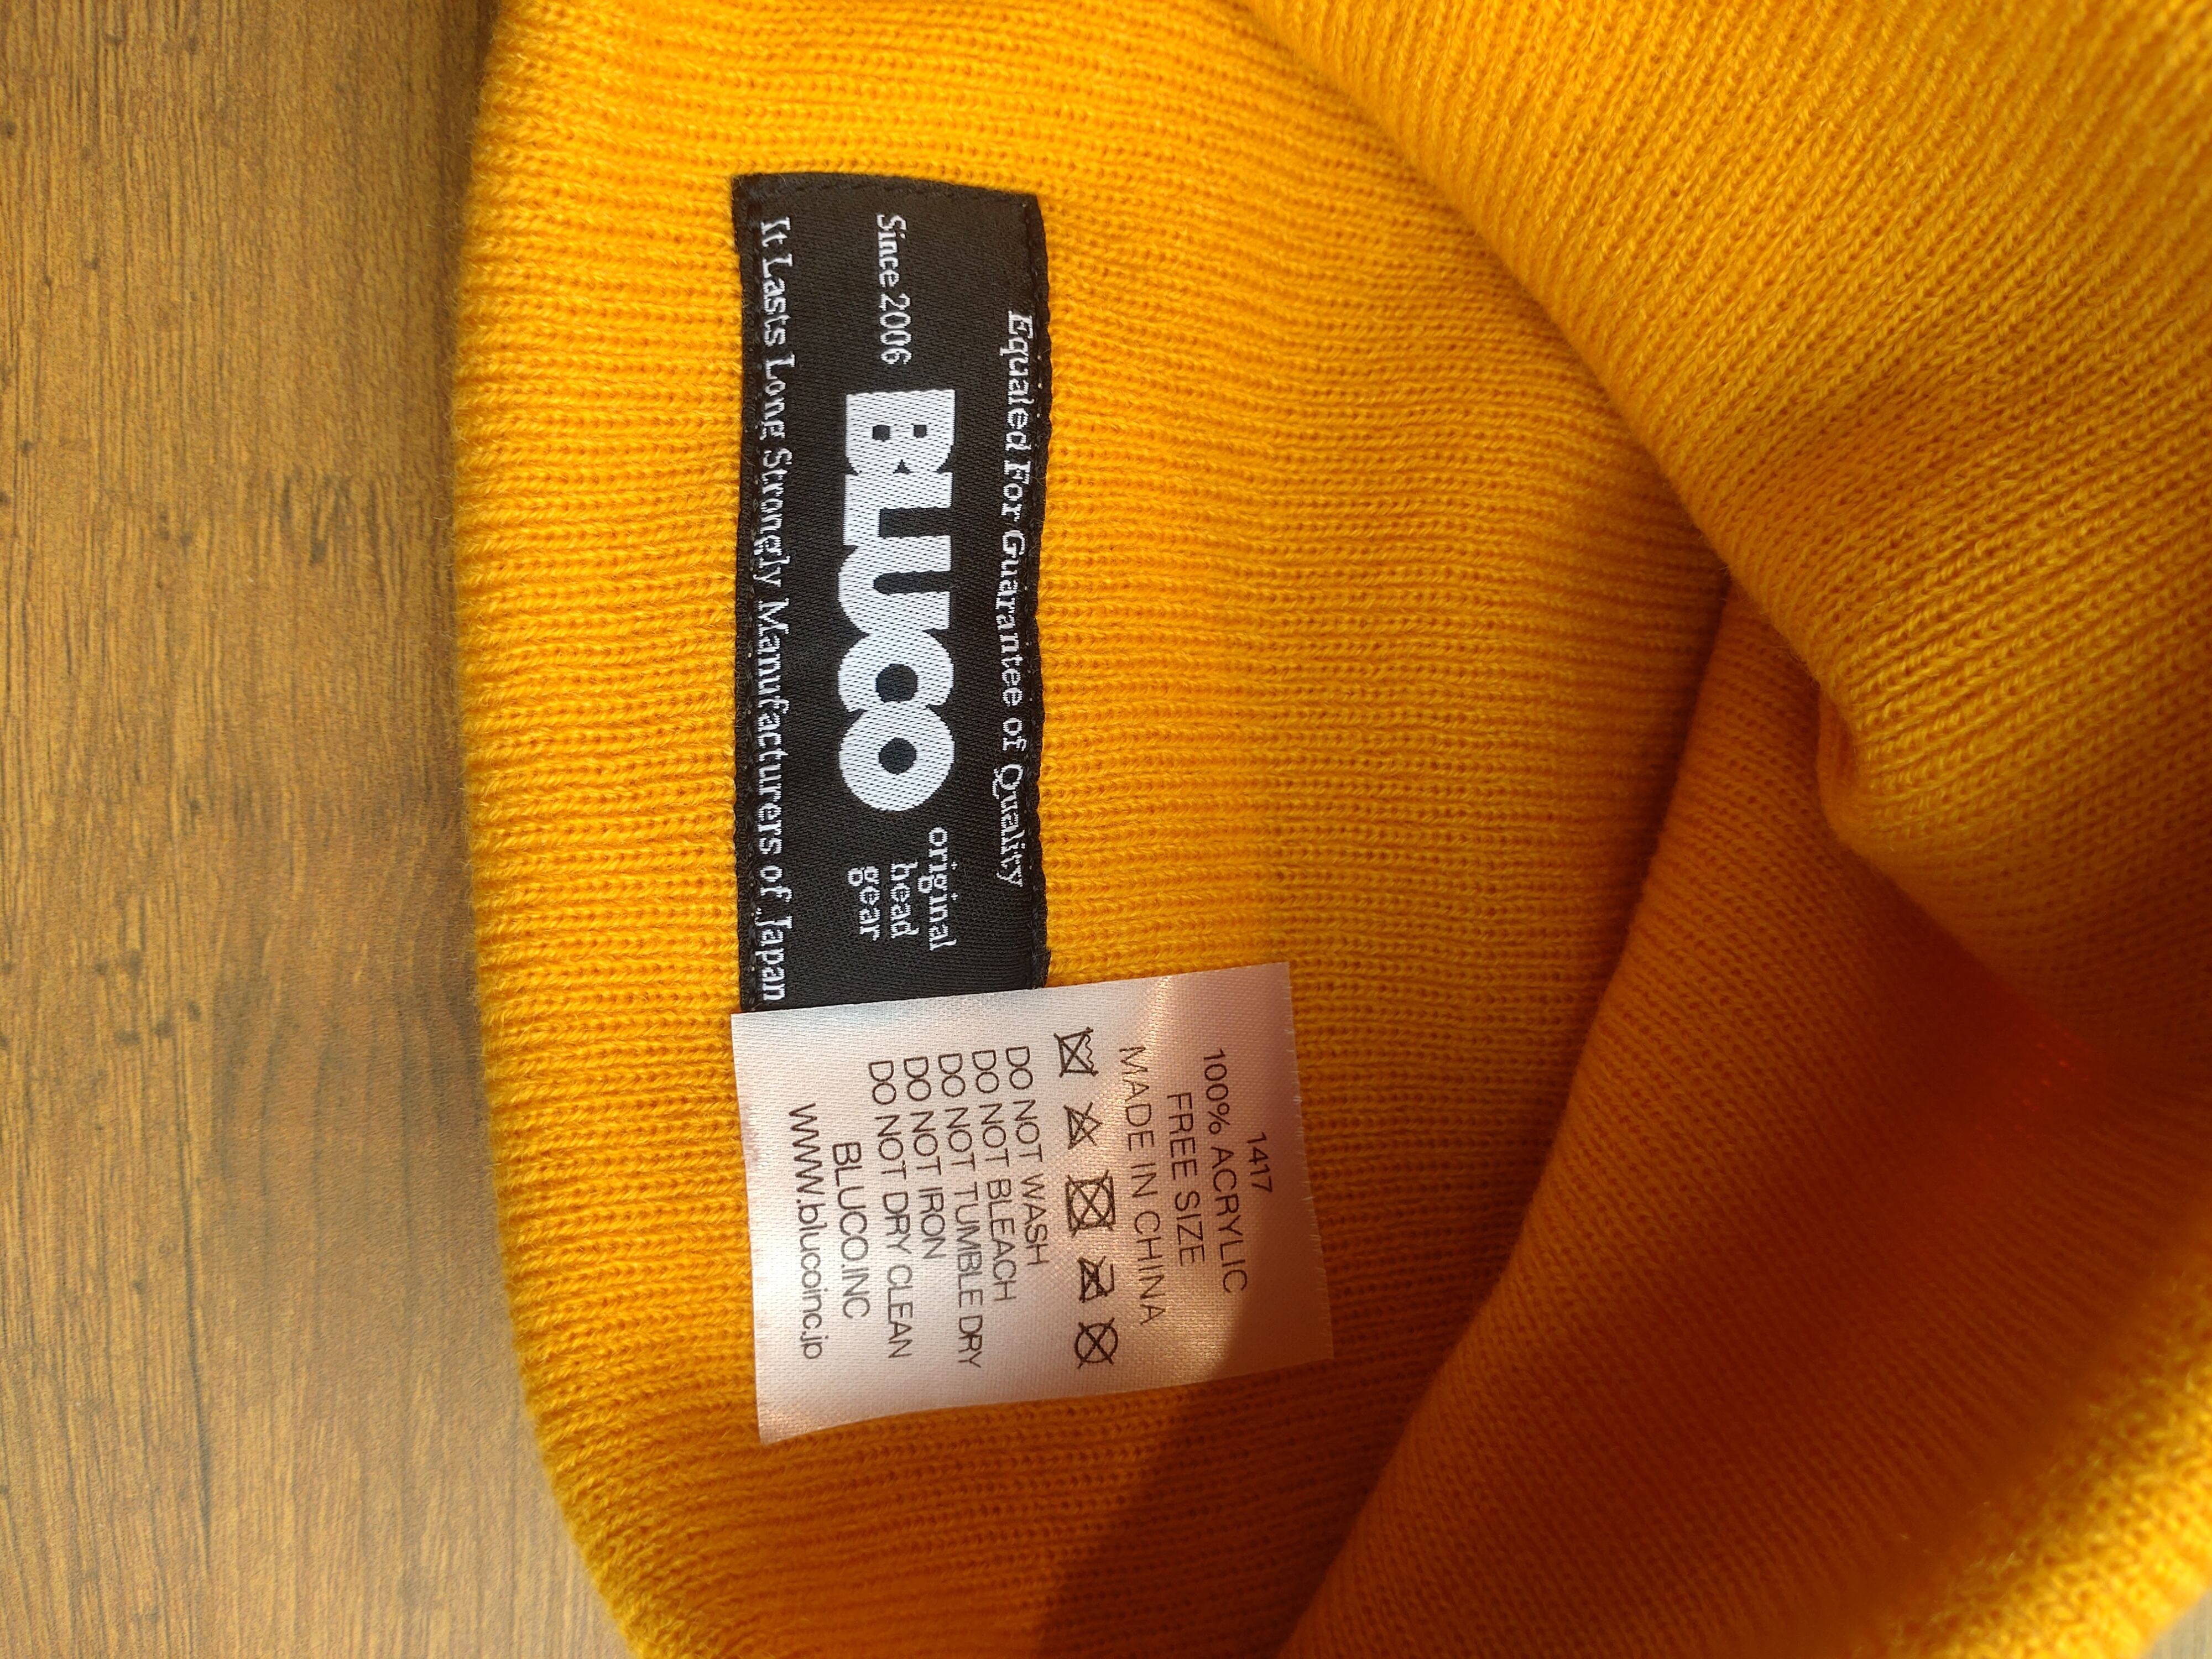 Equaled For Guarantee of Quality
Since 2006
BLUCO
original
head
gear
It Lasts Long Strongly Manufacturers of Japan
1417
100% ACRYLIC
FREE SIZE
MADE IN CHINA
DO NOT WASH
DO NOT BLEACH
DO NOT TUMBLE DRY
DO NOT IRON
DO NOT DRY CLEAN
BLUCO.INC
www.blucoinc.jp